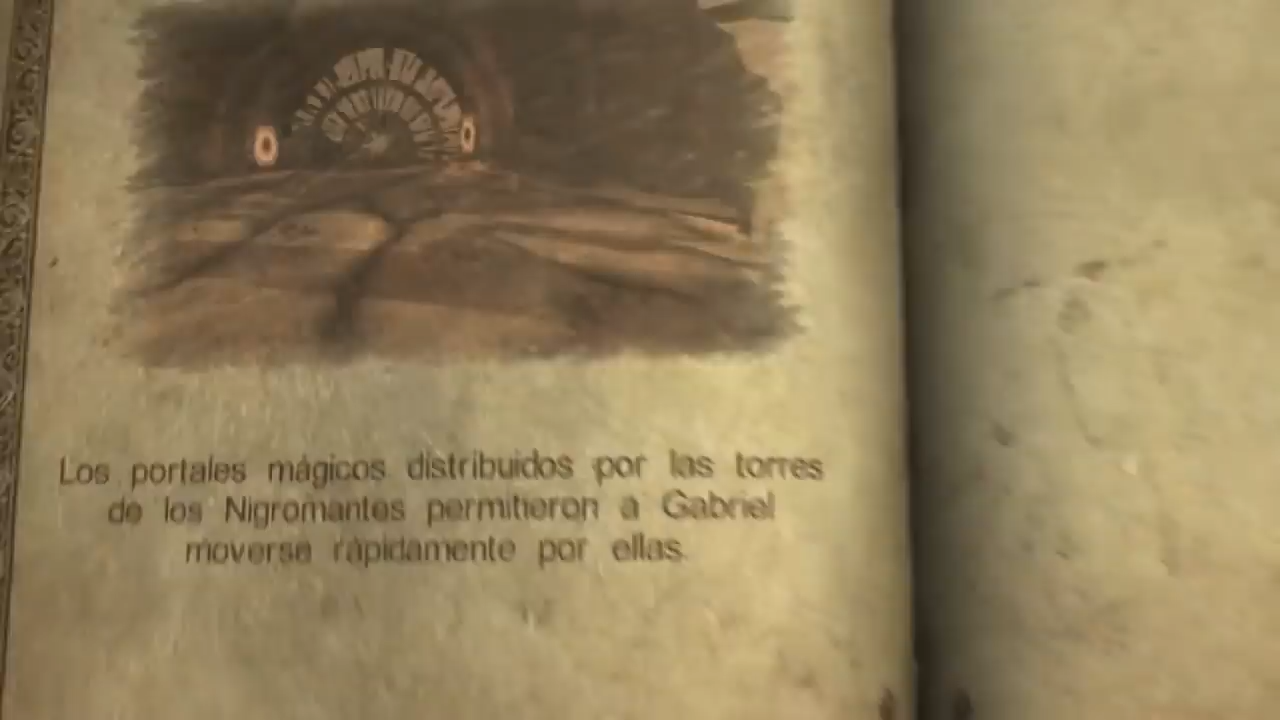 Los portales mágicos distribuidos por las torres
de los Nigromantes permitieron a Gabriel
moverse rápidamente por ellas.